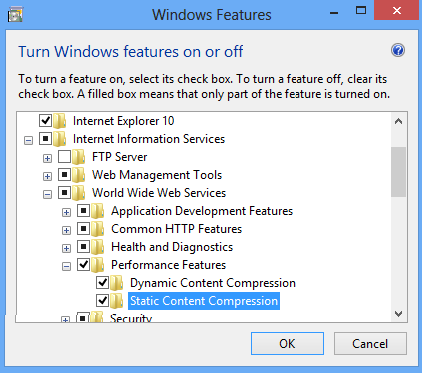 Windows Features
Turn Windows features on or off
To turn a feature on, select its check box. To turn a feature off, clear its
check box. A filled box means that only part of the feature is turned on.
Internet Explorer 10
Internet Information Services
FTP Server
Web Management Tools
World Wide Web Services
Application Development Features
Common HTTP Features
Health and Diagnostics
Performance Features
Dynamic Content Compression
Static Content Compression
Security
OK
Cancel